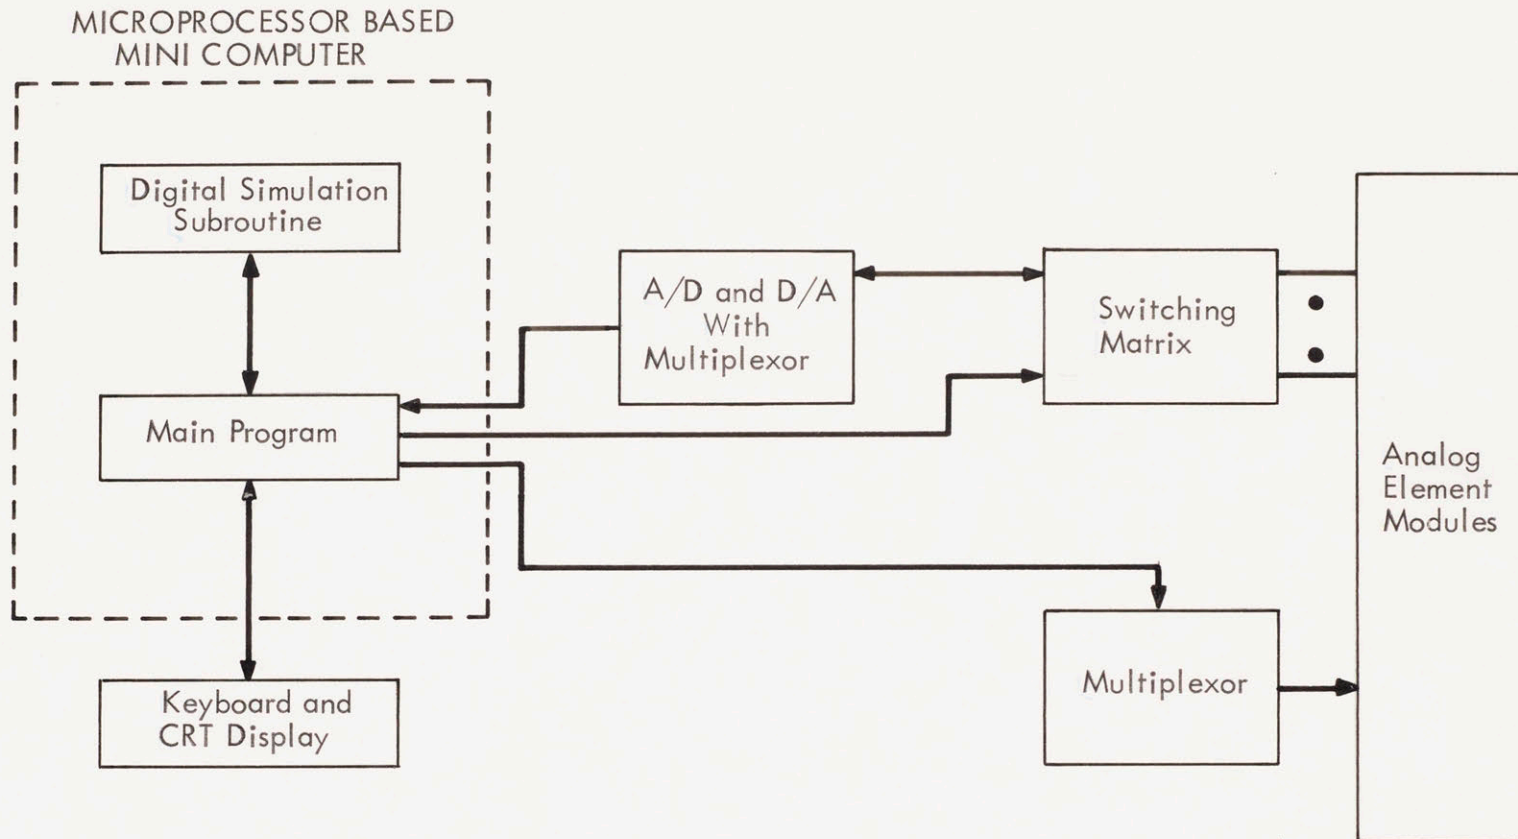 MICROPROCESSOR BASED
MINI COMPUTER
Digital Simulation
Subroutine
A/D and D/A
With
Multiplexor
Switching
Matrix
Main Program
Analog
Element
Modules
Multiplexor
Keyboard and
CRT Display